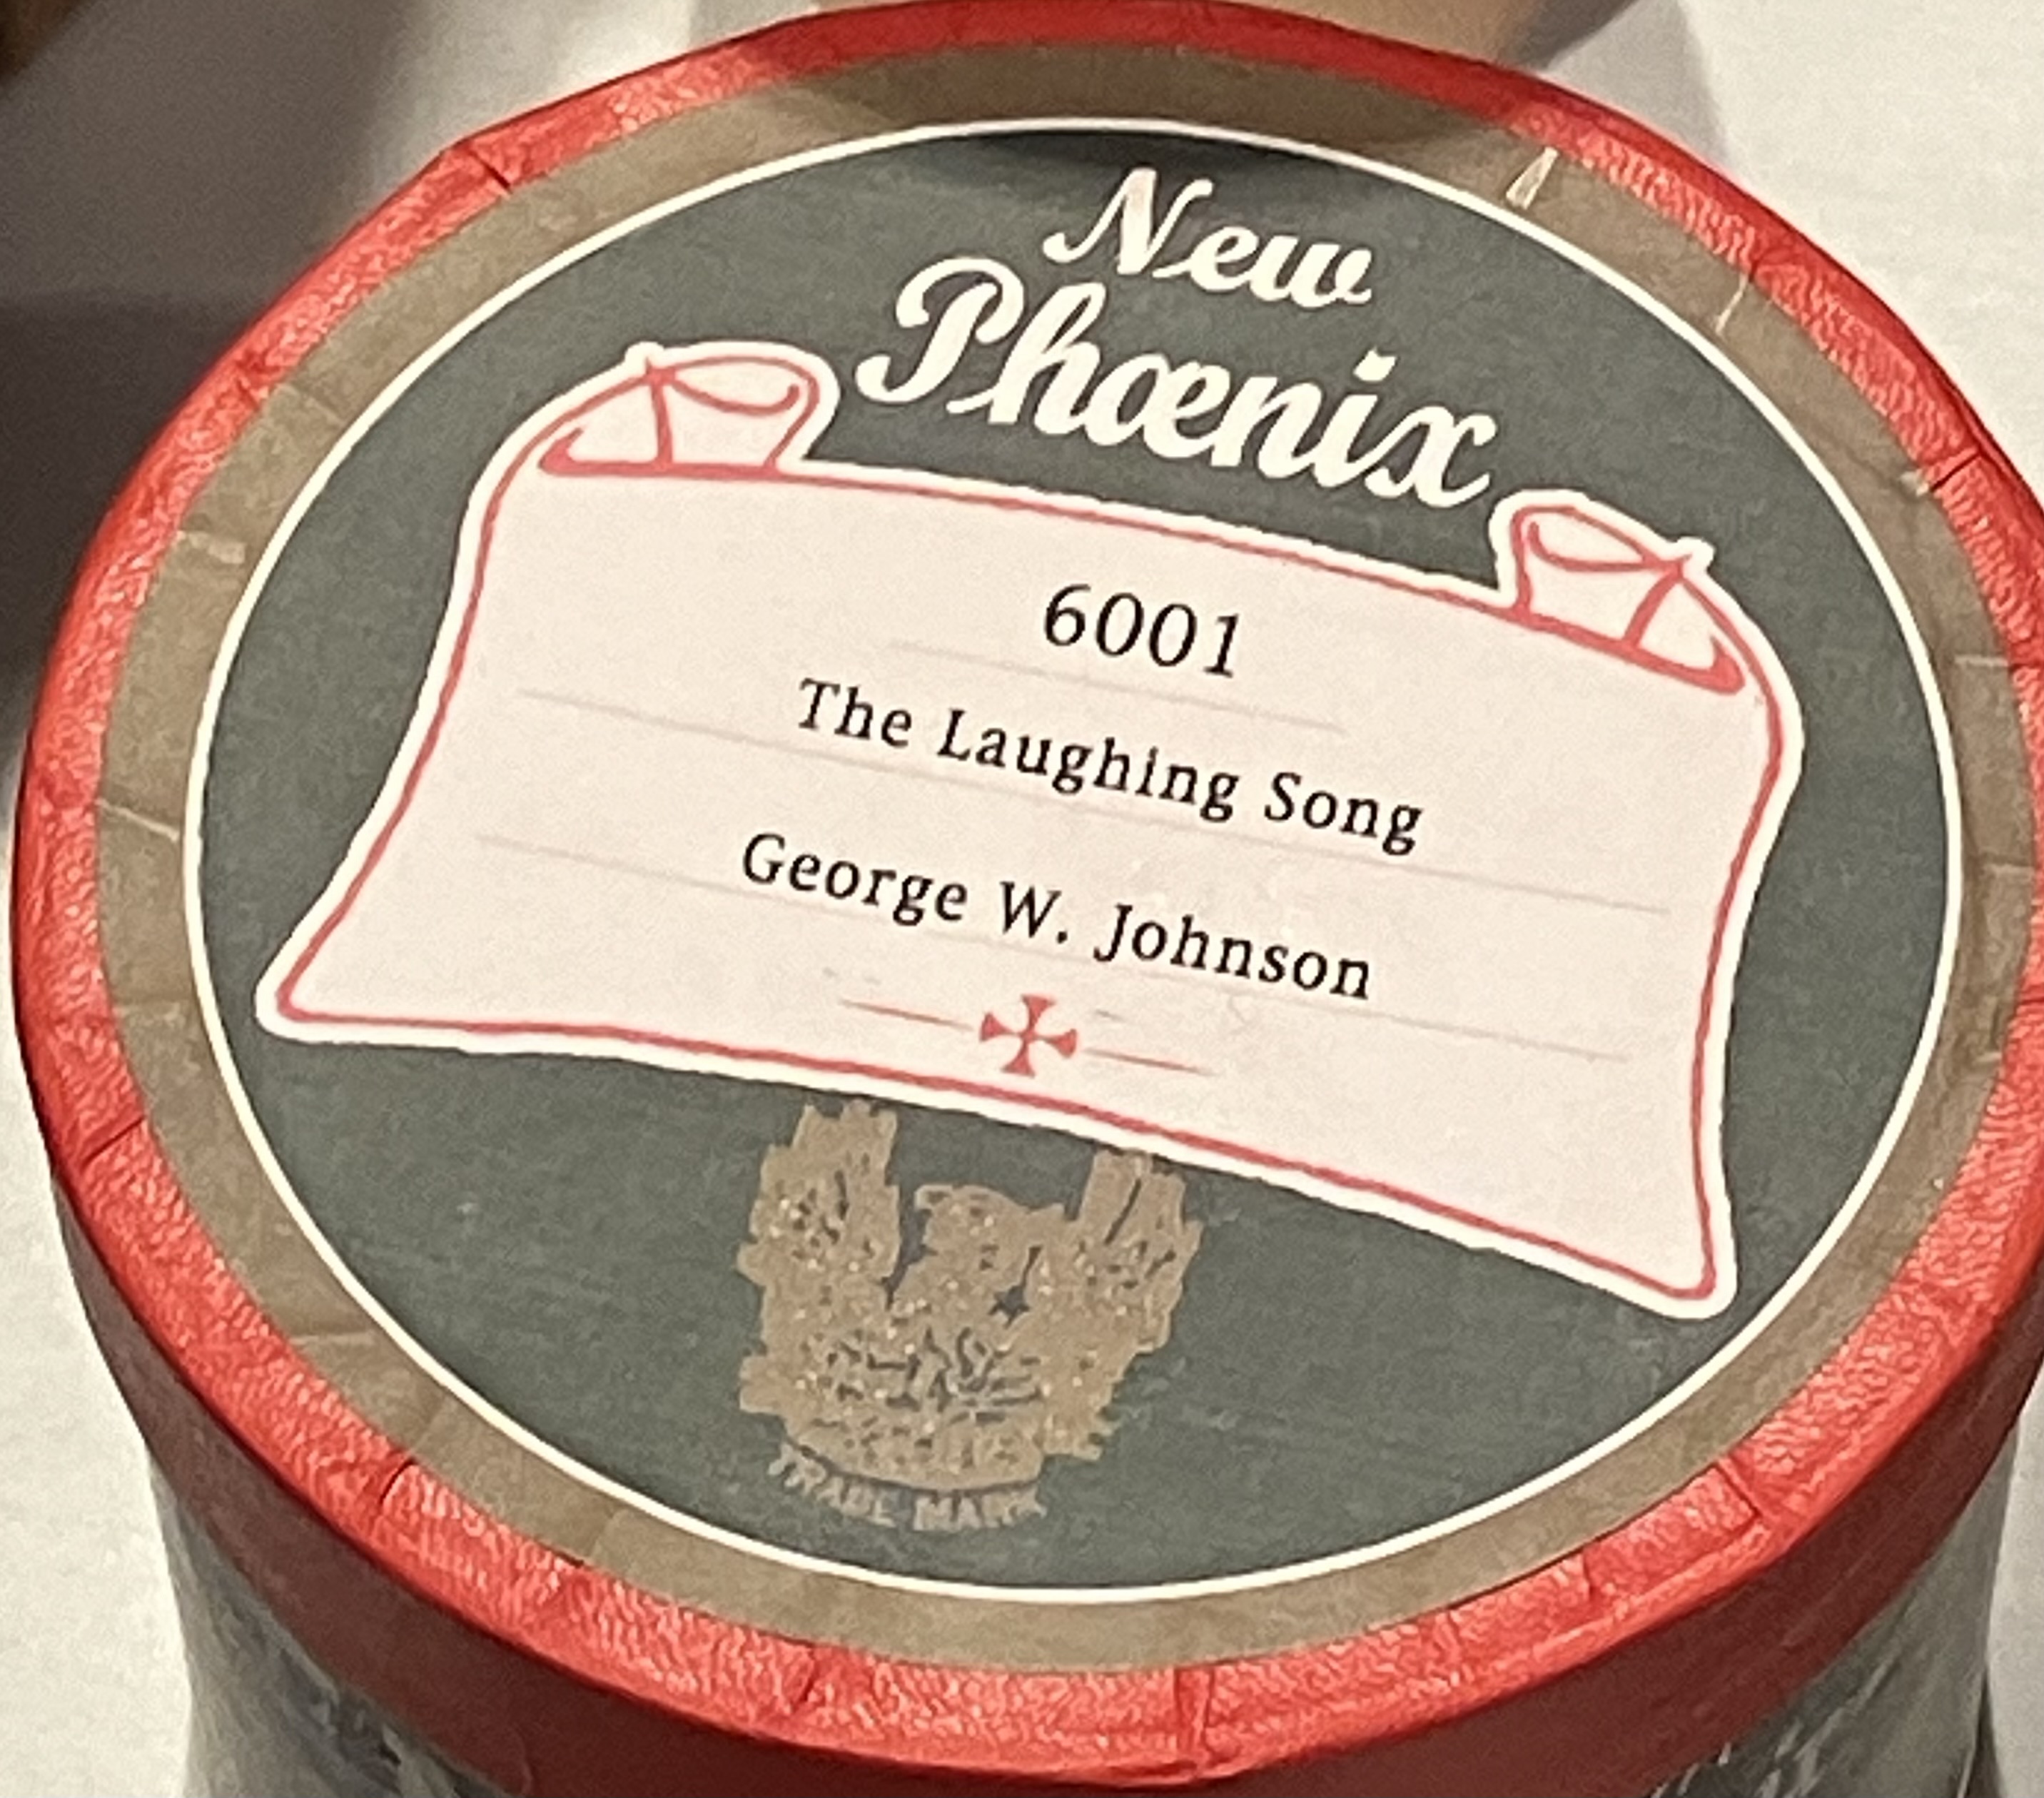 New
Phœnix
6001
The Laughing Song
George W. Johnson
TRADE MARK